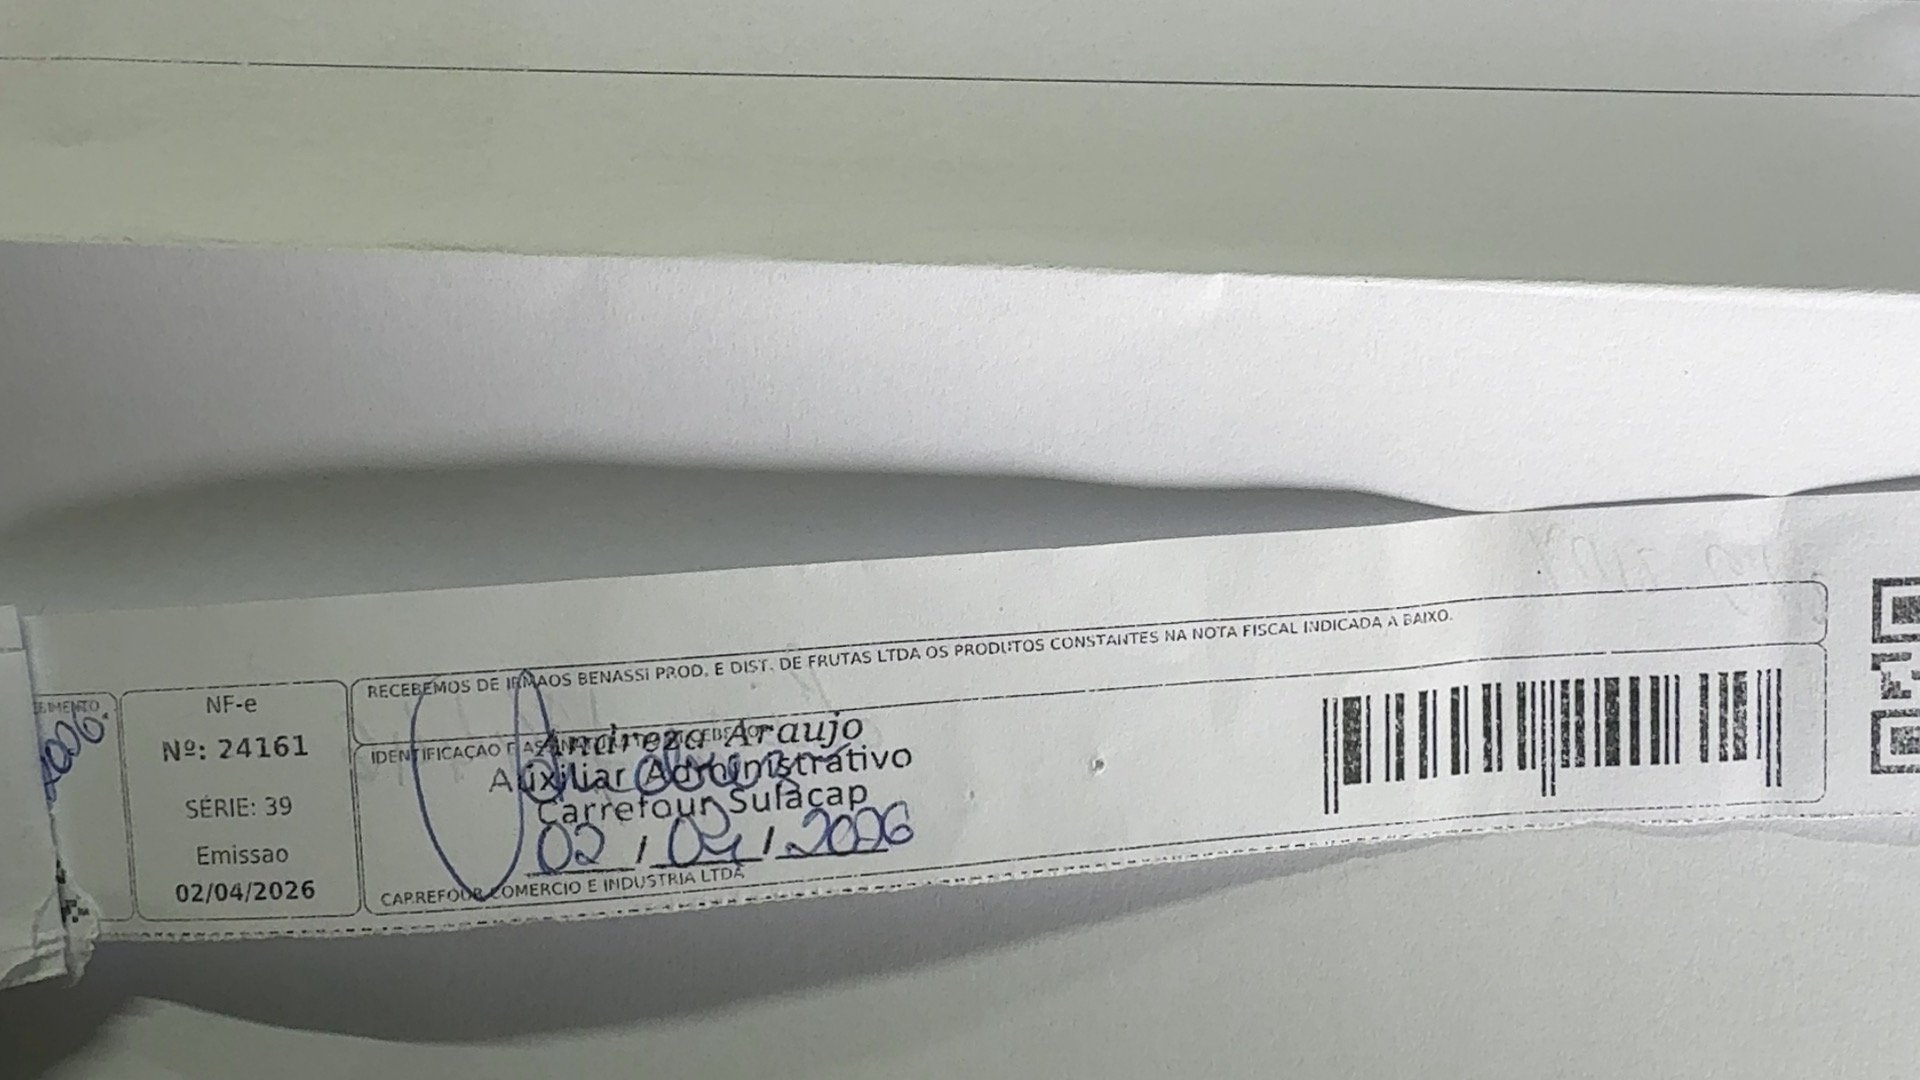 RECEBEMOS DE IRMAOS BENASSI PROD. E DIST. DE FRUTAS LTDA OS PRODUTOS CONSTANTES NA NOTA FISCAL INDICADA A BAIXO.
NF-e
Nº: 24161
SÉRIE: 39
Emissao
02/04/2026
IDENTIFICAÇAO E
Andreza Araujo
Auxiliar Administrativo
Carrefour Sulacap
02 / 04 / 2026
CARREFOUR COMERCIO E INDUSTRIA LTDA